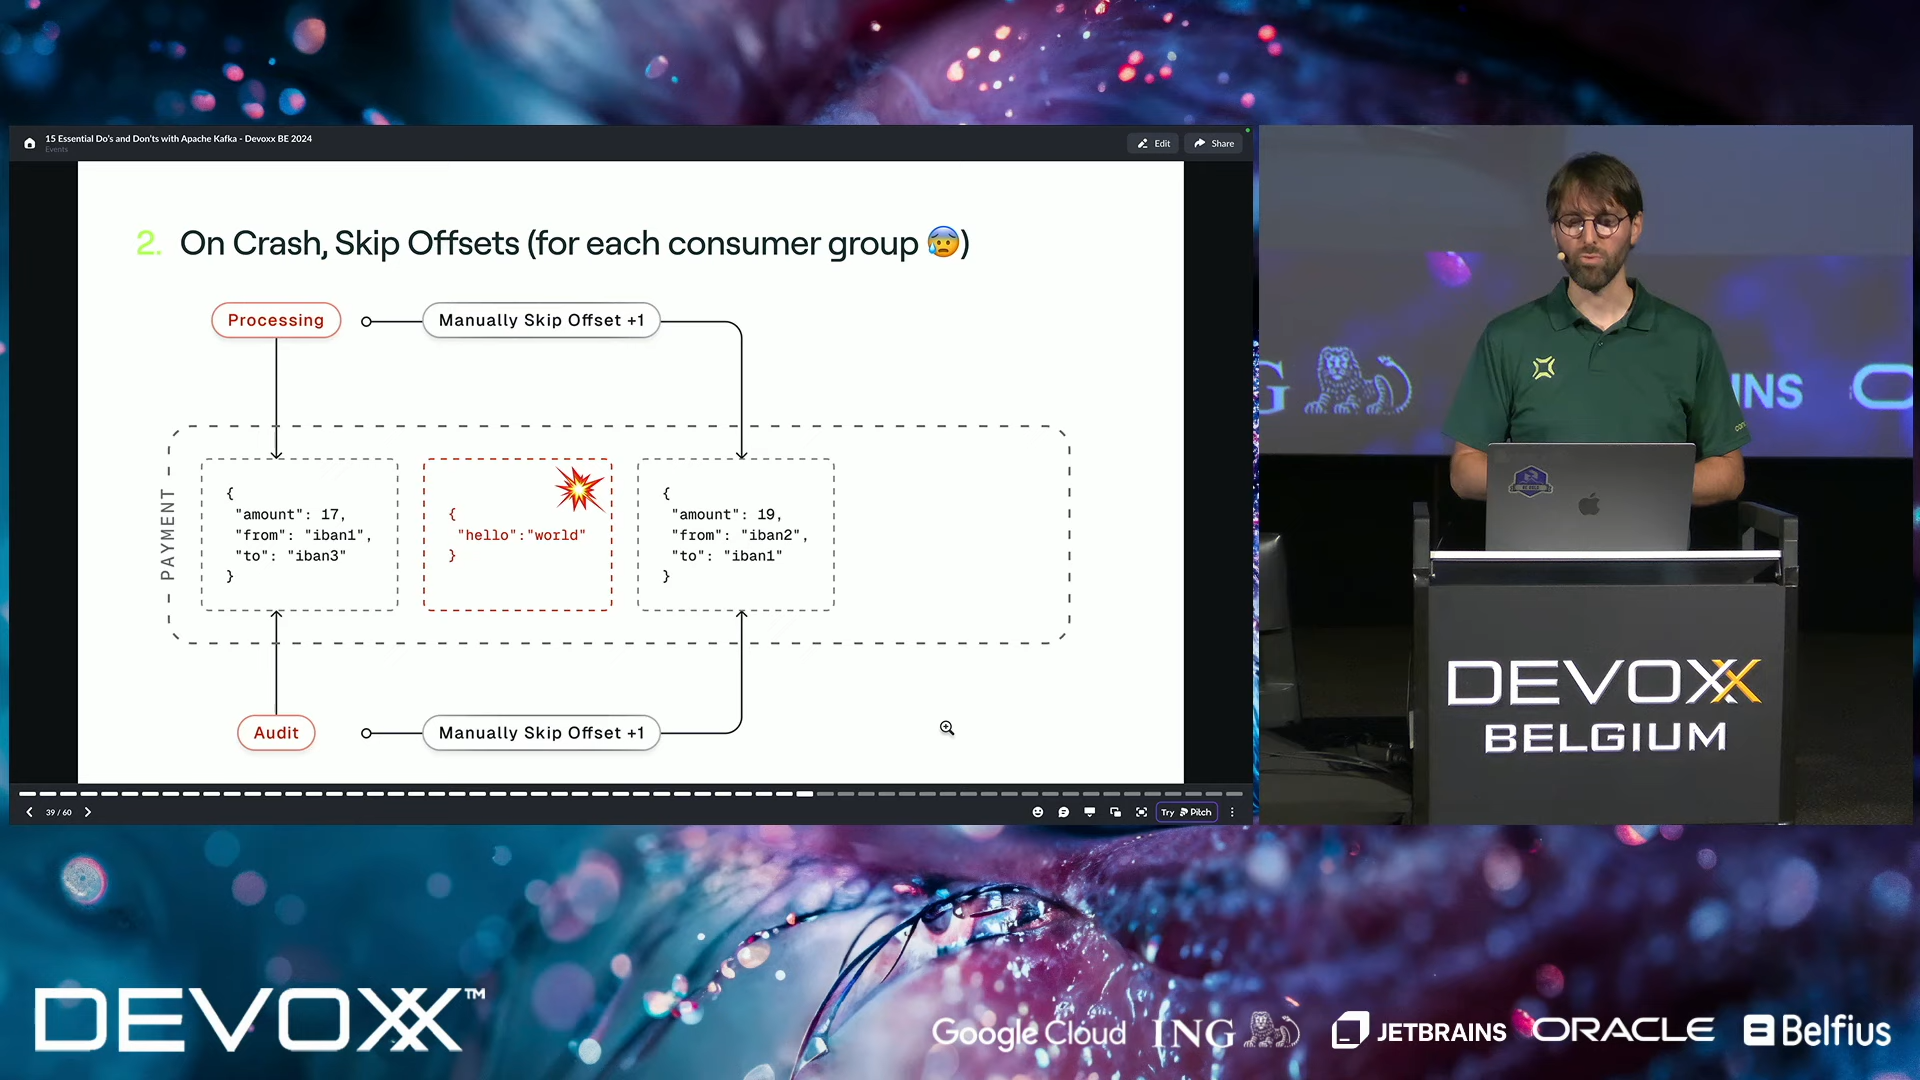 15 Essential Do's and Don'ts with Apache Kafka - Devoxx BE 2024
Events
Edit
Share
2. On Crash, Skip Offsets (for each consumer group 😰)
Processing
Manually Skip Offset +1
PAYMENT
{
"amount": 17,
"from": "iban1",
"to": "iban3"
}
{
"hello":"world"
}
{
"amount": 19,
"from": "iban2",
"to": "iban1"
}
Audit
Manually Skip Offset +1
39 / 60
Try Pitch
G
INS
DEVOXX
BELGIUM
DEVOXX™
Google Cloud
ING
JETBRAINS
ORACLE
Belfius